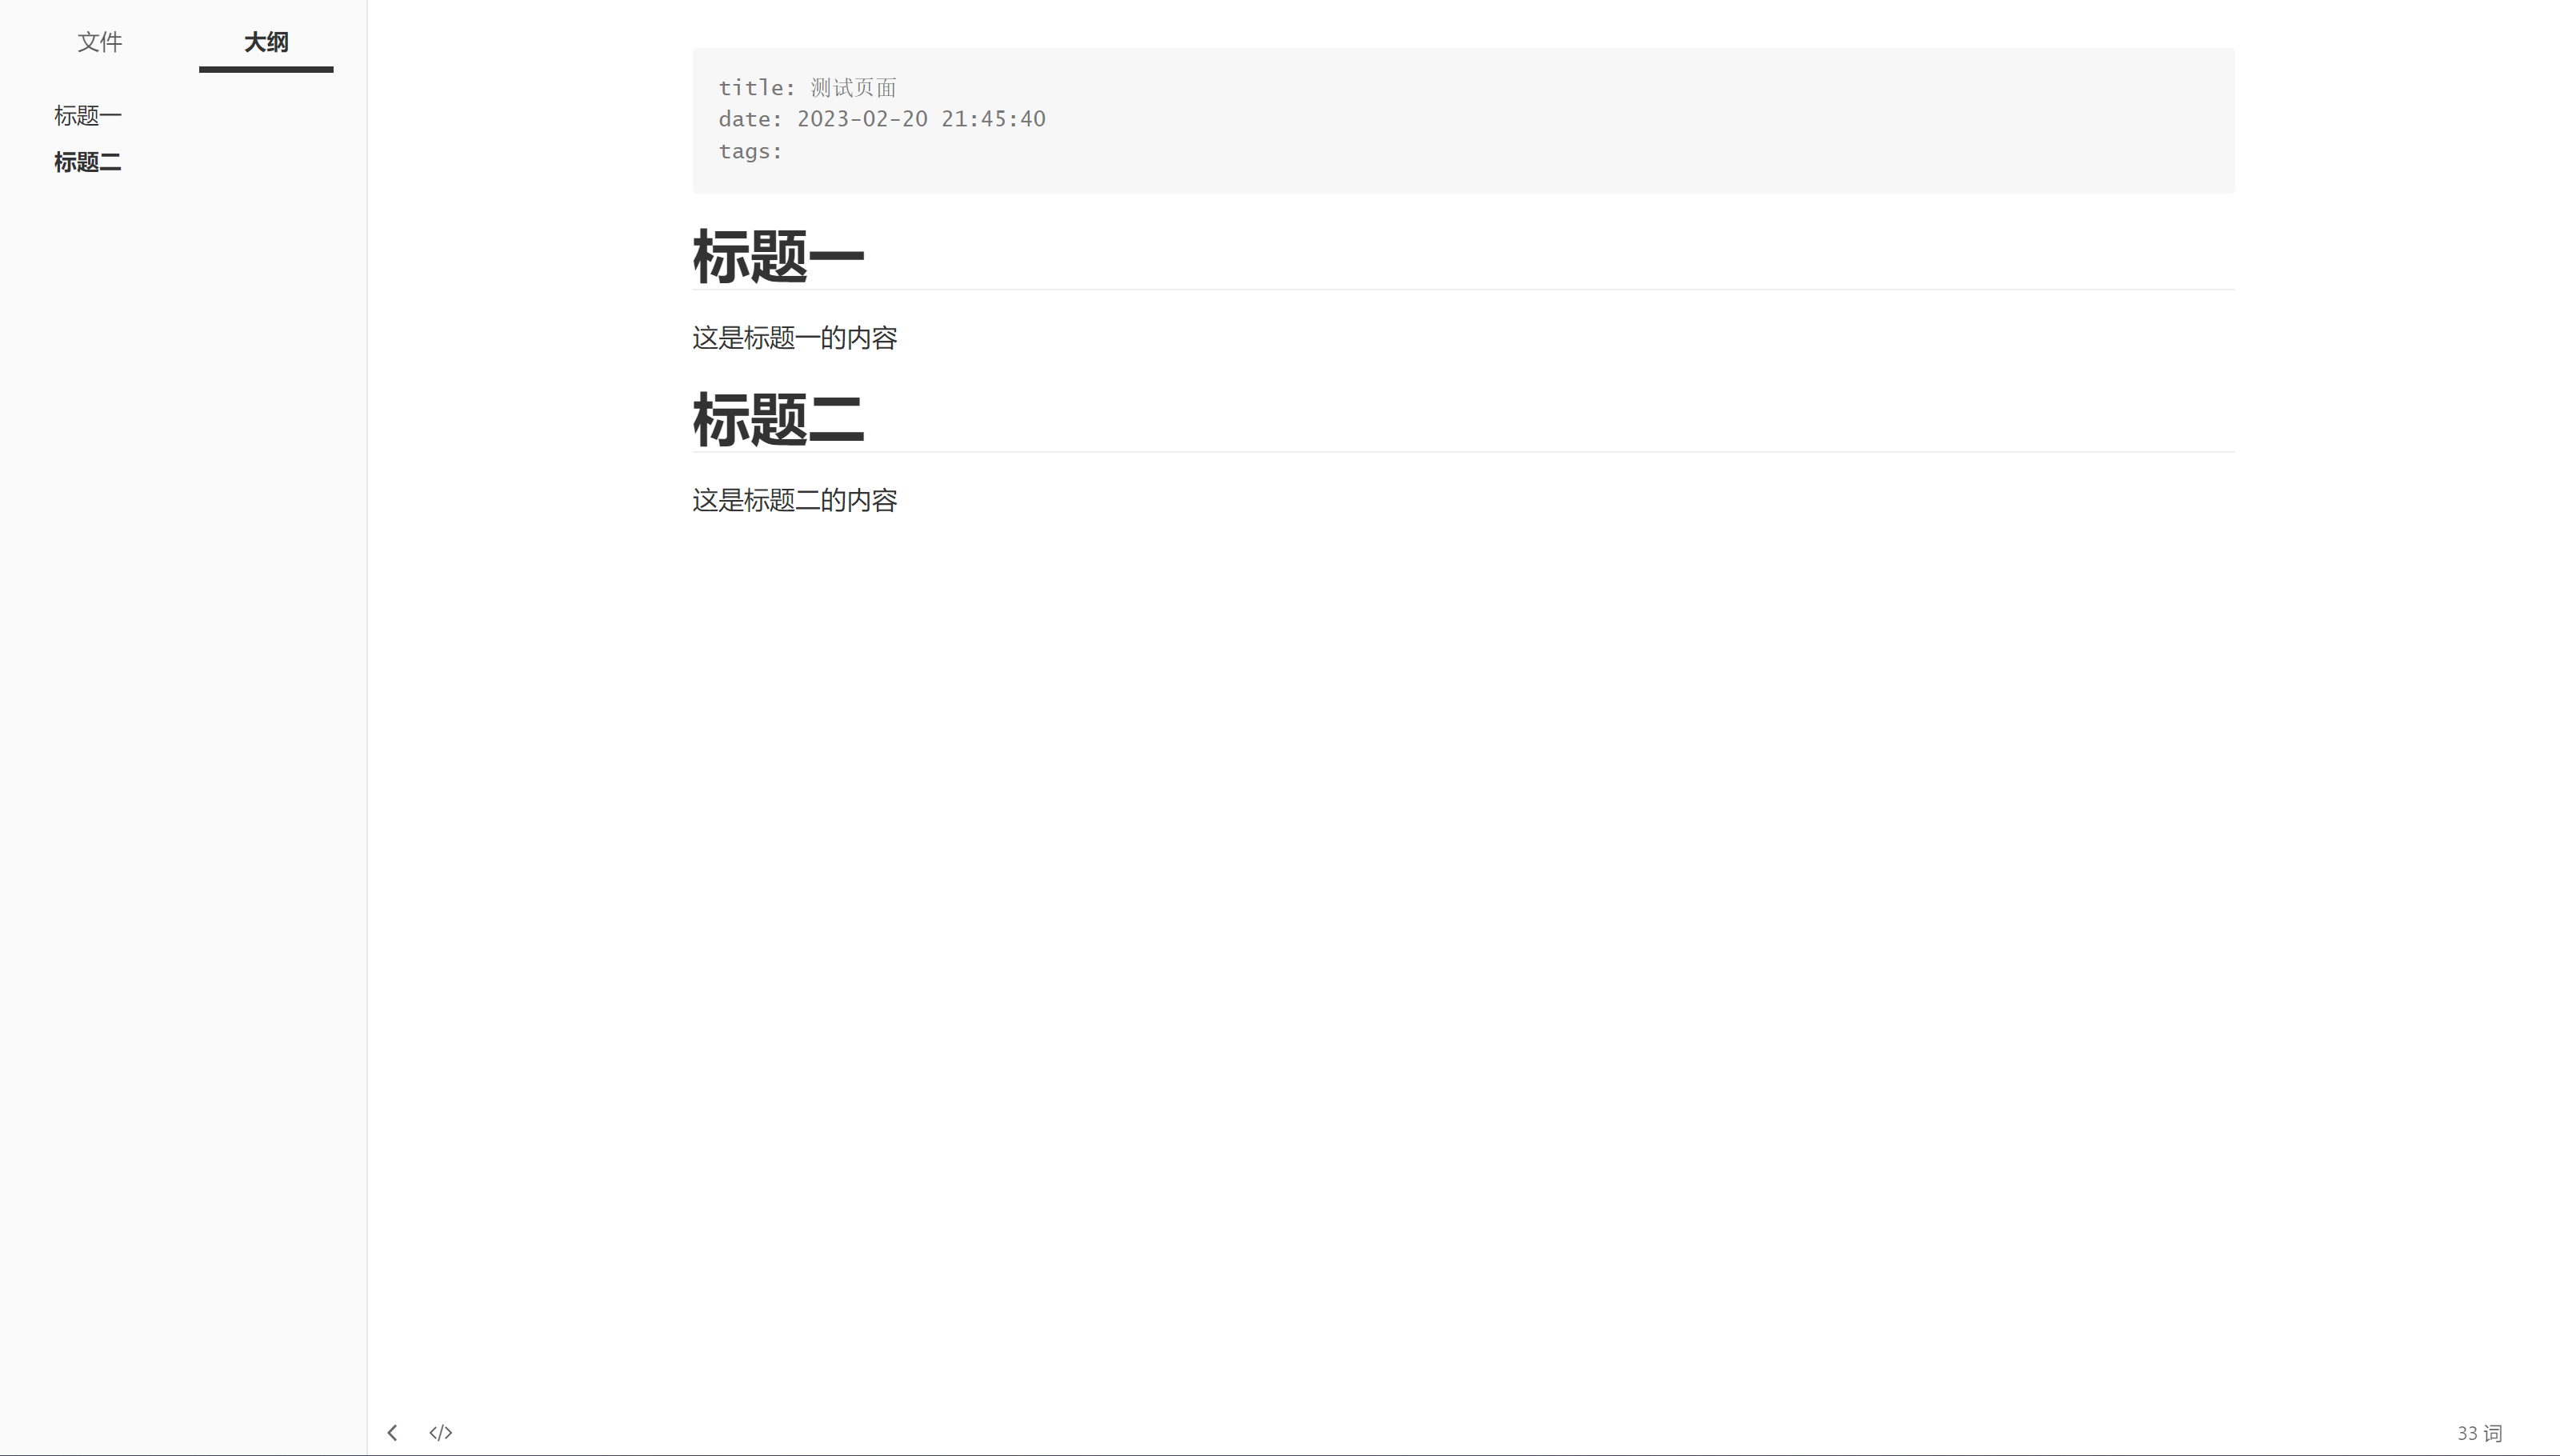 文件 大纲
标题一
标题二
title: 测试页面
date: 2023-02-20 21:45:40
tags:
标题一
这是标题一的内容
标题二
这是标题二的内容
33 词